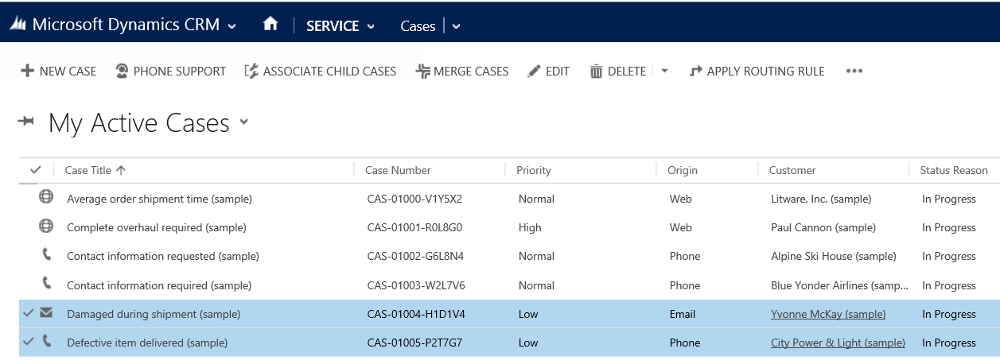 Microsoft Dynamics CRM SERVICE Cases
NEW CASE PHONE SUPPORT ASSOCIATE CHILD CASES MERGE CASES EDIT DELETE APPLY ROUTING RULE •••
My Active Cases
Case Title Case Number Priority Origin Customer Status Reason
Average order shipment time (sample) CAS-01000-V1Y5X2 Normal Web Litware, Inc. (sample) In Progress
Complete overhaul required (sample) CAS-01001-R0L8G0 High Web Paul Cannon (sample) In Progress
Contact information requested (sample) CAS-01002-G6L8N4 Normal Phone Alpine Ski House (sample) In Progress
Contact information required (sample) CAS-01003-W2L7V6 Normal Phone Blue Yonder Airlines (samp... In Progress
Damaged during shipment (sample) CAS-01004-H1D1V4 Low Email Yvonne McKay (sample) In Progress
Defective item delivered (sample) CAS-01005-P2T7G7 Low Phone City Power & Light (sample) In Progress